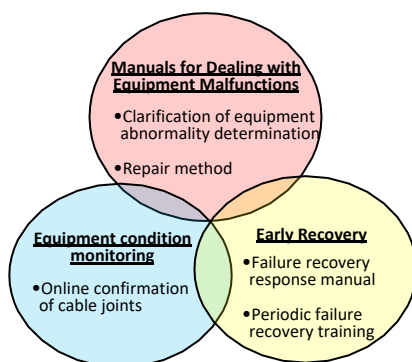 Manuals for Dealing with
Equipment Malfunctions
•Clarification of equipment
abnormality determination
•Repair method
Equipment condition
monitoring
•Online confirmation
of cable joints
Early Recovery
•Failure recovery
response manual
•Periodic failure
recovery training